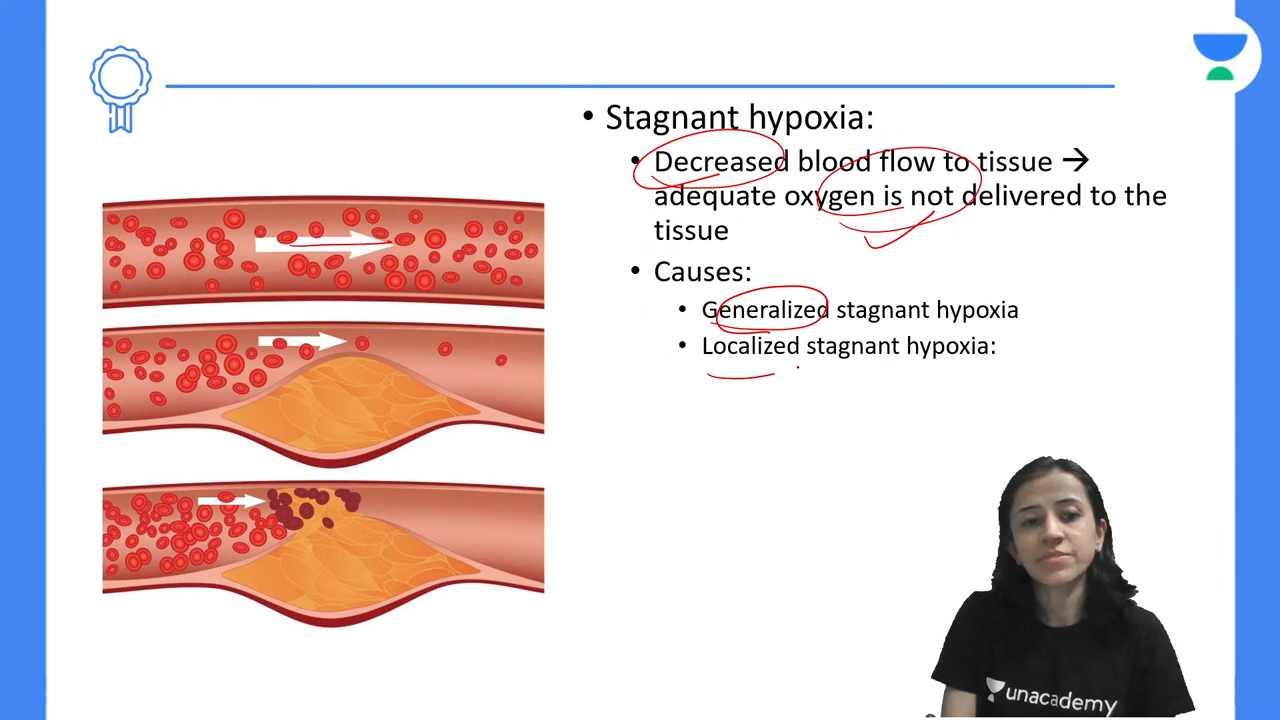 • Stagnant hypoxia:
• Decreased blood flow to tissue →
adequate oxygen is not delivered to the
tissue
• Causes:
• Generalized stagnant hypoxia
• Localized stagnant hypoxia:
unacademy